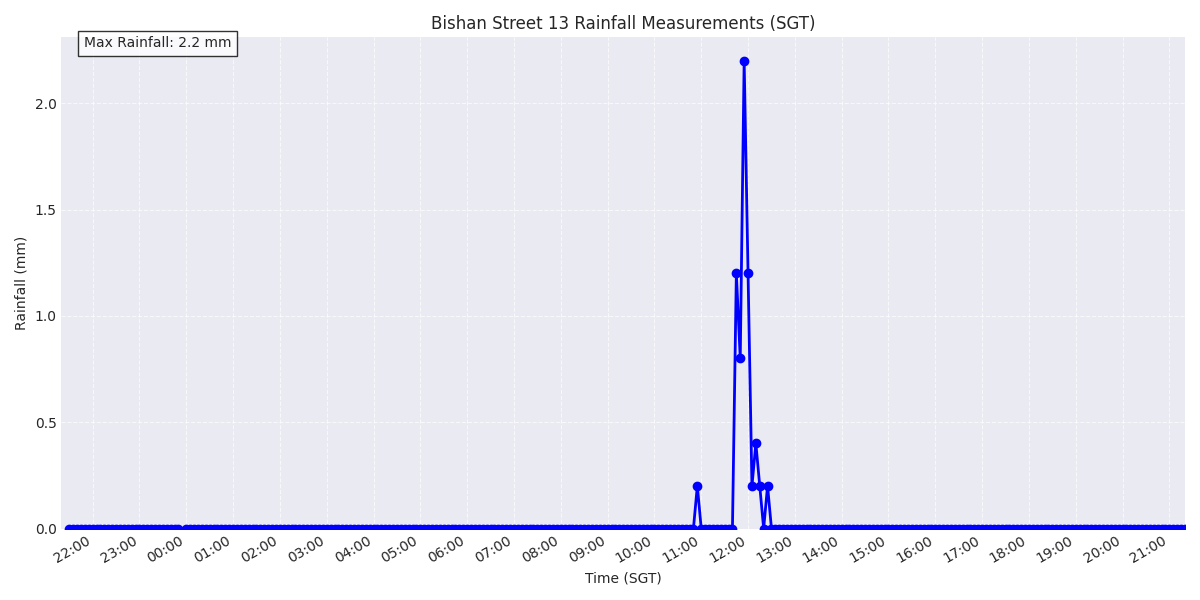 Bishan Street 13 Rainfall Measurements (SGT)
Max Rainfall: 2.2 mm
Rainfall (mm)
2.0
1.5
1.0
0.5
0.0
22:00 23:00 00:00 01:00 02:00 03:00 04:00 05:00 06:00 07:00 08:00 09:00 10:00 11:00 12:00 13:00 14:00 15:00 16:00 17:00 18:00 19:00 20:00 21:00
Time (SGT)